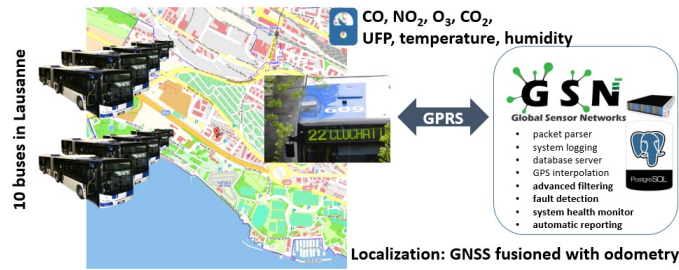 10 buses in Lausanne
CO, NO₂, O₃, CO₂,
UFP, temperature, humidity
609
22 CLOCHATT
GPRS
GSN
Global Sensor Networks
• packet parser
• system logging
• database server
• GPS interpolation
• advanced filtering
• fault detection
• system health monitor
• automatic reporting
PostgreSQL
Localization: GNSS fusioned with odometry